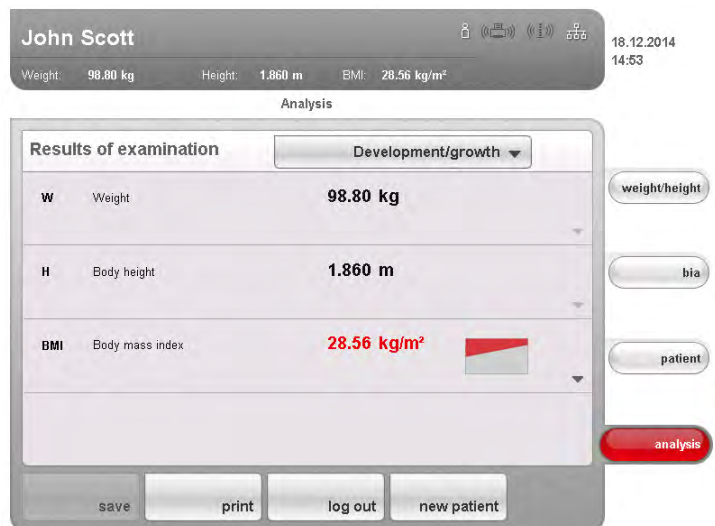 John Scott
Weight: 98.80 kg Height: 1.860 m BMI: 28.56 kg/m²
18.12.2014
14:53
Analysis
Results of examination Development/growth
W Weight 98.80 kg
H Body height 1.860 m
BMI Body mass index 28.56 kg/m²
weight/height
bia
patient
analysis
save print log out new patient